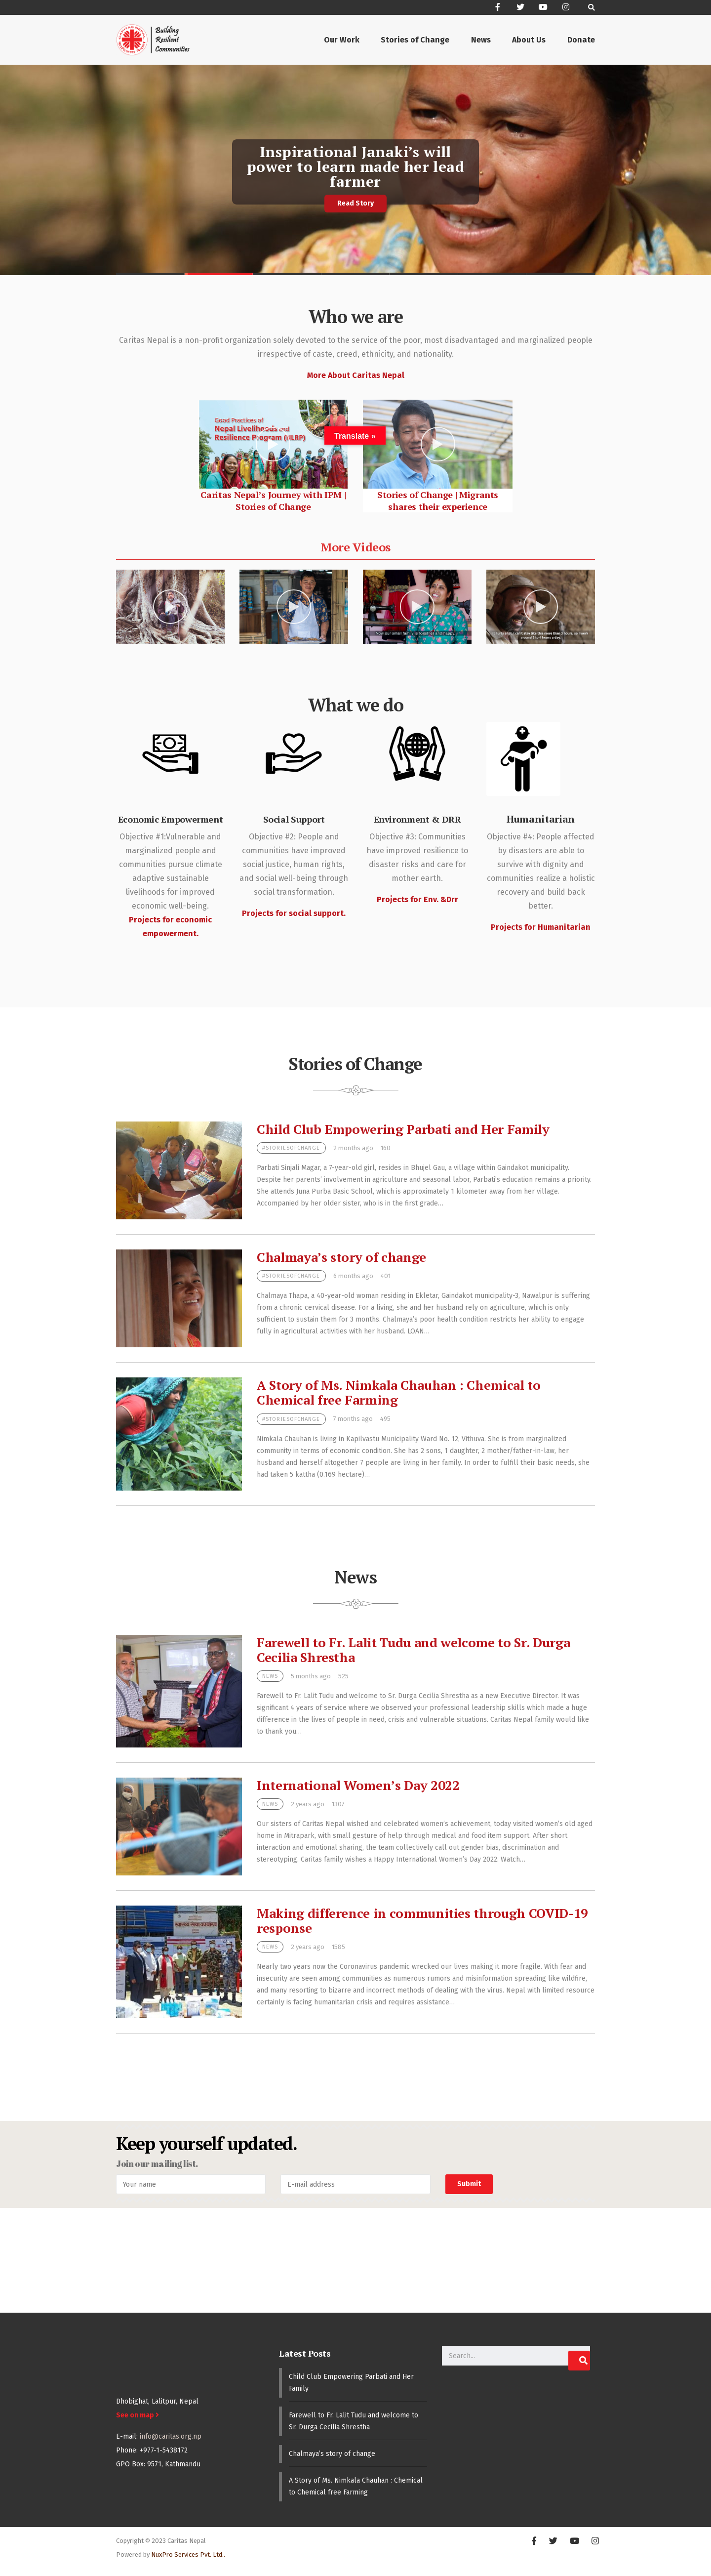 Building
Resilient
Communities
Our Work
Stories of Change
News
About Us
Donate
Inspirational Janaki's will
power to learn made her lead
farmer
Read Story
Who we are
Caritas Nepal is a non-profit organization solely devoted to the service of the poor, most disadvantaged and marginalized people
irrespective of caste, creed, ethnicity, and nationality.
More About Caritas Nepal
Good Practices of
Nepal Livelihoods and
Resilience Program (NLRP)
Translate »
Caritas Nepal's Journey with IPM |
Stories of Change
Stories of Change | Migrants
shares their experience
More Videos
What we do
Economic Empowerment
Objective #1:Vulnerable and
marginalized people and
communities pursue climate
adaptive sustainable
livelihoods for improved
economic well-being.
Projects for economic
empowerment.
Social Support
Objective #2: People and
communities have improved
social justice, human rights,
and social well-being through
social transformation.
Projects for social support.
Environment & DRR
Objective #3: Communities
have improved resilience to
disaster risks and care for
mother earth.
Projects for Env. &Drr
Humanitarian
Objective #4: People affected
by disasters are able to
survive with dignity and
communities realize a holistic
recovery and build back
better.
Projects for Humanitarian
Stories of Change
Child Club Empowering Parbati and Her Family
#STORIESOFCHANGE 2 months ago 160
Parbati Sinjali Magar, a 7-year-old girl, resides in Bhujel Gau, a village within Gaindakot municipality.
Despite her parents' involvement in agriculture and seasonal labor, Parbati's education remains a priority.
She attends Juna Purba Basic School, which is approximately 1 kilometer away from her village.
Accompanied by her older sister, who is in the first grade…
Chalmaya's story of change
#STORIESOFCHANGE 6 months ago 401
Chalmaya Thapa, a 40-year-old woman residing in Ekletar, Gaindakot municipality-3, Nawalpur is suffering
from a chronic cervical disease. For a living, she and her husband rely on agriculture, which is only
sufficient to sustain them for 3 months. Chalmaya's poor health condition restricts her ability to engage
fully in agricultural activities with her husband. LOAN…
A Story of Ms. Nimkala Chauhan : Chemical to
Chemical free Farming
#STORIESOFCHANGE 7 months ago 495
Nimkala Chauhan is living in Kapilvastu Municipality Ward No. 12, Vithuva. She is from marginalized
community in terms of economic condition. She has 2 sons, 1 daughter, 2 mother/father-in-law, her
husband and herself altogether 7 people are living in her family. In order to fulfill their basic needs, she
had taken 5 kattha (0.169 hectare)…
News
Farewell to Fr. Lalit Tudu and welcome to Sr. Durga
Cecilia Shrestha
NEWS 5 months ago 525
Farewell to Fr. Lalit Tudu and welcome to Sr. Durga Cecilia Shrestha as a new Executive Director. It was
significant 4 years of service where we observed your professional leadership skills which made a huge
difference in the lives of people in need, crisis and vulnerable situations. Caritas Nepal family would like
to thank you…
International Women's Day 2022
NEWS 2 years ago 1307
Our sisters of Caritas Nepal wished and celebrated women's achievement, today visited women's old aged
home in Mitrapark, with small gesture of help through medical and food item support. After short
interaction and emotional sharing, the team collectively call out gender bias, discrimination and
stereotyping. Caritas family wishes a Happy International Women's Day 2022. Watch…
Making difference in communities through COVID-19
response
NEWS 2 years ago 1585
Nearly two years now the Coronavirus pandemic wrecked our lives making it more fragile. With fear and
insecurity are seen among communities as numerous rumors and misinformation spreading like wildfire,
and many resorting to bizarre and incorrect methods of dealing with the virus. Nepal with limited resource
certainly is facing humanitarian crisis and requires assistance…
Keep yourself updated.
Join our mailing list.
Your name
E-mail address
Submit
Dhobighat, Lalitpur, Nepal
See on map >
E-mail: info@caritas.org.np
Phone: +977-1-5438172
GPO Box: 9571, Kathmandu
Latest Posts
Child Club Empowering Parbati and Her
Family
Farewell to Fr. Lalit Tudu and welcome to
Sr. Durga Cecilia Shrestha
Chalmaya's story of change
A Story of Ms. Nimkala Chauhan : Chemical
to Chemical free Farming
Search...
Copyright © 2023 Caritas Nepal
Powered by NuxPro Services Pvt. Ltd..